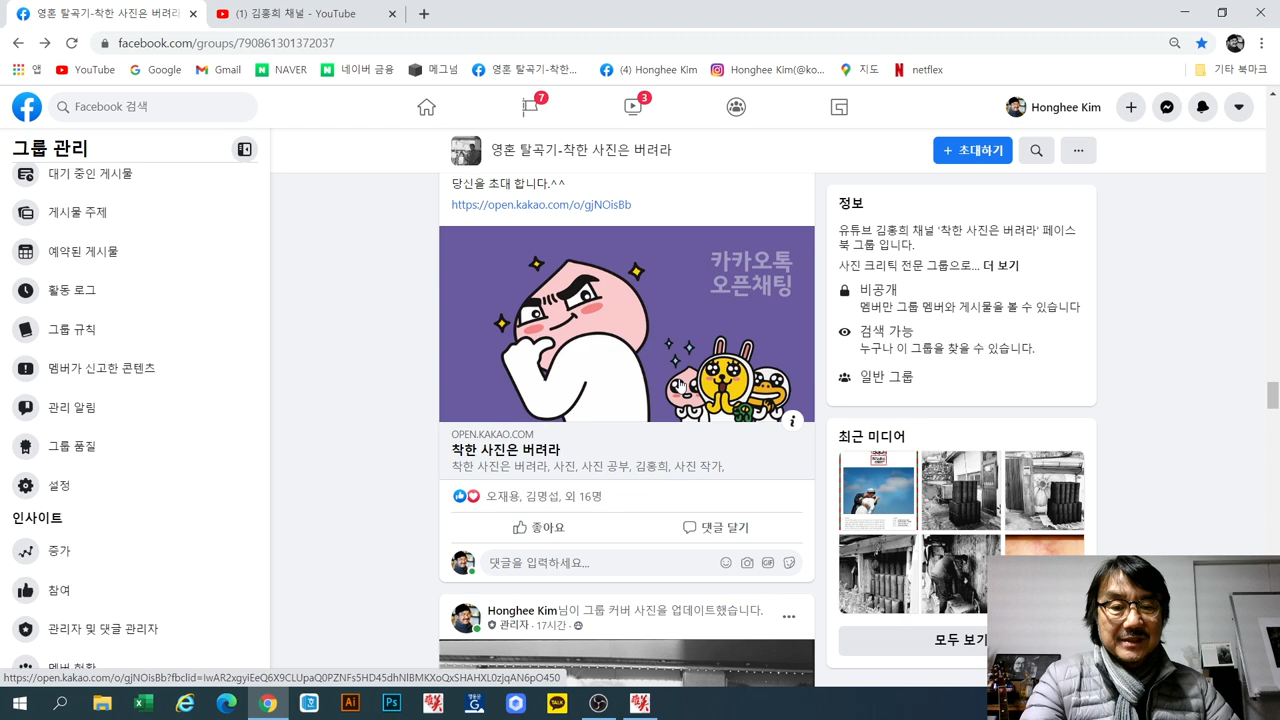 영혼 탈곡기-착한 사진은 버려라
(1) 김홍희 채널 - YouTube
facebook.com/groups/790861301372037
앱 YouTube Google Gmail NAVER 네이버 금융 메그넘 영혼 탈곡기-착한... (4) Honghee Kim Honghee Kim(@ko... 지도 netflex 기타 북마크
Facebook 검색
7
3
Honghee Kim
그룹 관리
영혼 탈곡기-착한 사진은 버려라
+ 초대하기
대기 중인 게시물
게시물 주제
예약된 게시물
활동 로그
그룹 규칙
멤버가 신고한 콘텐츠
관리 알림
그룹 품질
설정
인사이트
증가
참여
관리자 및 댓글 관리자
멤버 현황
당신을 초대 합니다.^^
https://open.kakao.com/o/gjNOisBb
카카오톡
오픈채팅
OPEN.KAKAO.COM
착한 사진은 버려라
착한 사진은 버려라, 사진, 사진 공부, 김홍희, 사진 작가,
오재용, 김명섭, 외 16명
좋아요
댓글 달기
댓글을 입력하세요...
GIF
Honghee Kim님이 그룹 커버 사진을 업데이트했습니다.
관리자 · 17시간 ·
정보
유튜브 김홍희 채널 '착한 사진은 버려라' 페이스
북 그룹 입니다.
사진 크리틱 전문 그룹으로... 더 보기
비공개
멤버만 그룹 멤버와 게시물을 볼 수 있습니다
검색 가능
누구나 이 그룹을 찾을 수 있습니다.
일반 그룹
최근 미디어
모두 보기
Ai
Ps
TALK